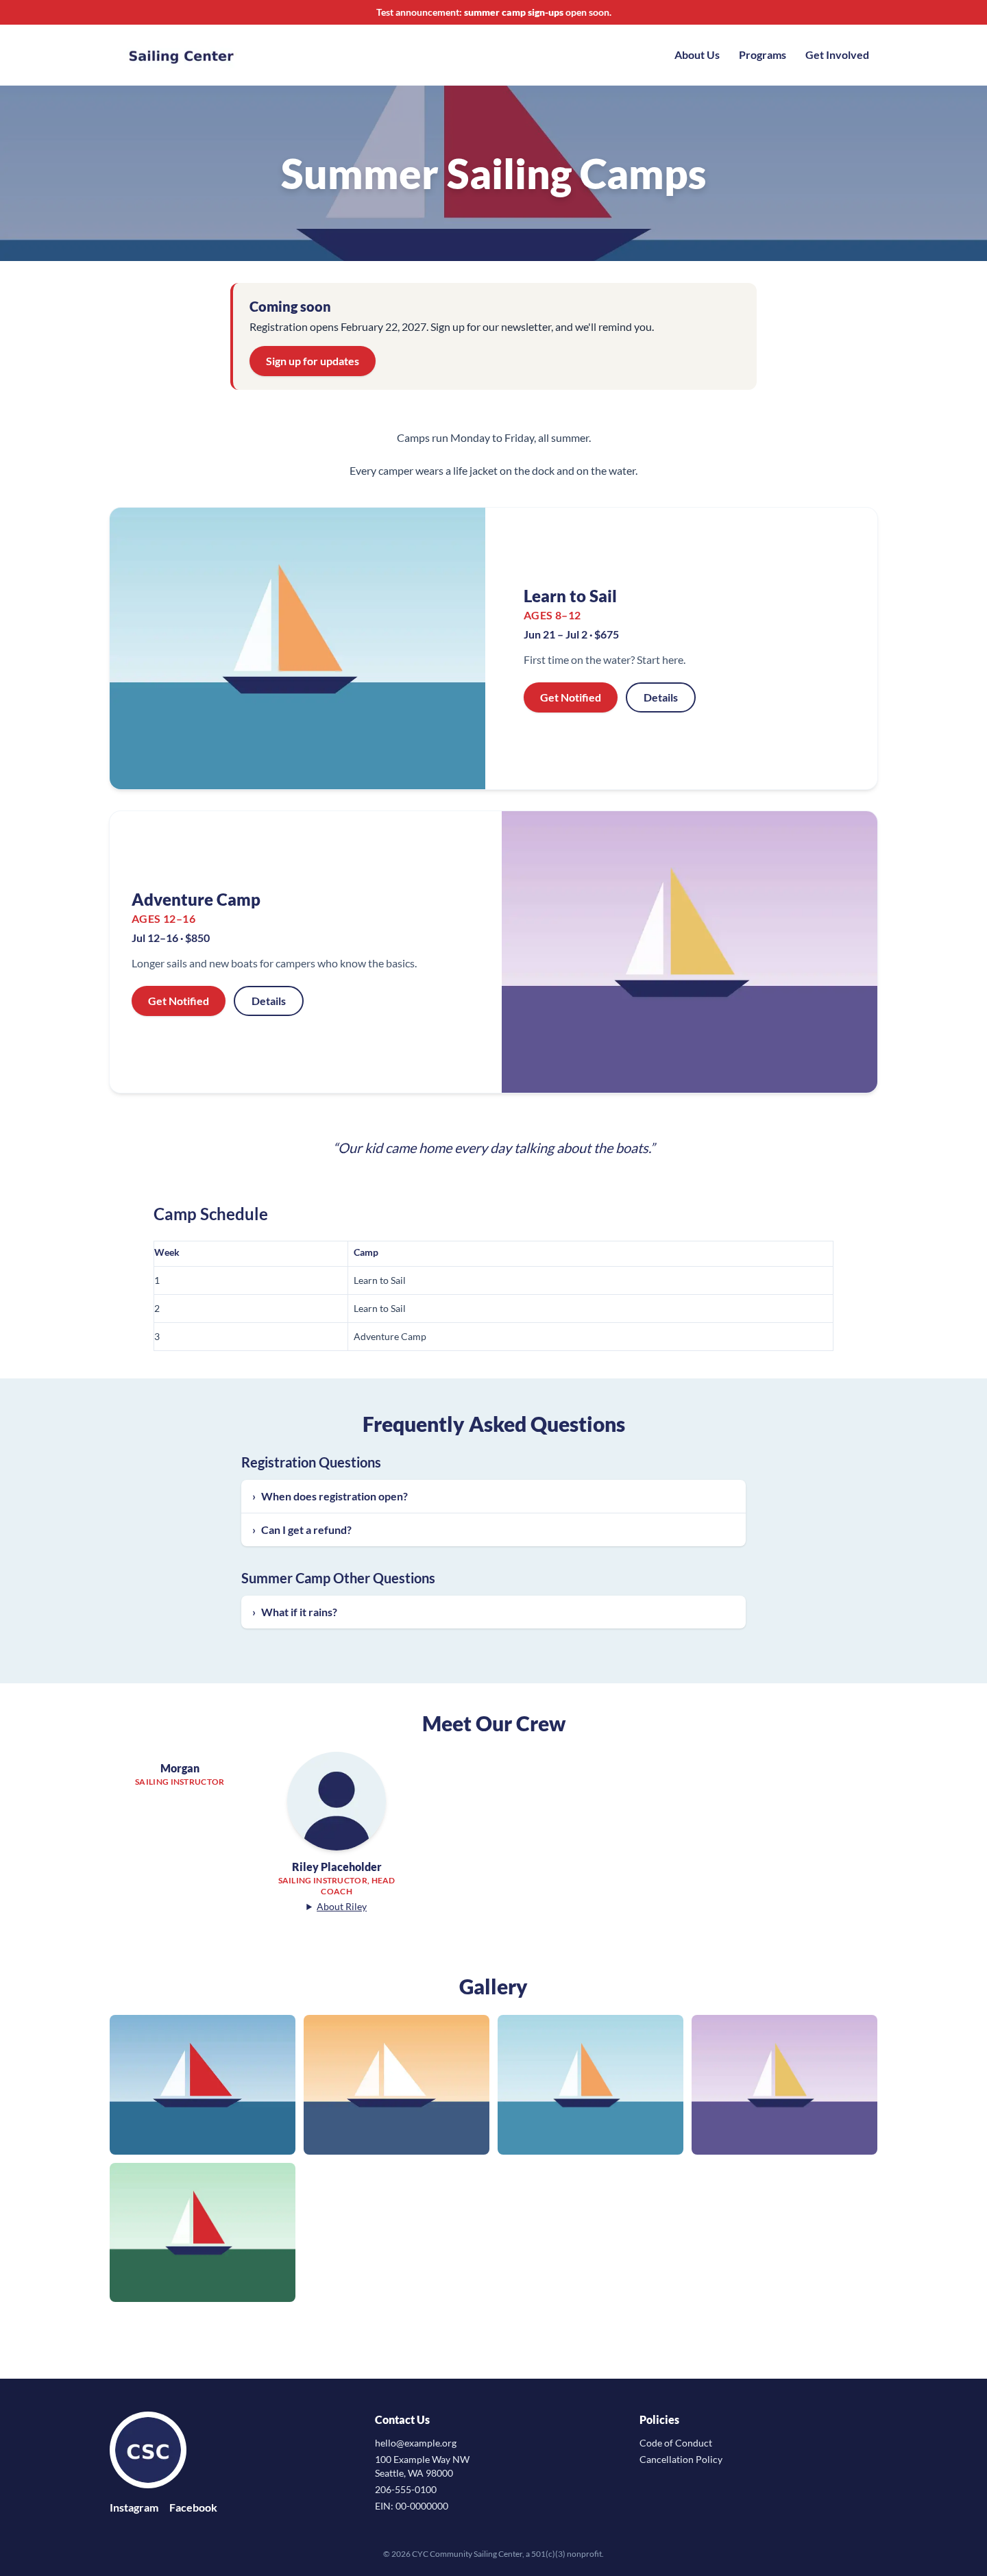 Test announcement: summer camp sign-ups open soon.
Sailing Center
About Us Programs Get Involved
Summer Sailing Camps
Coming soon
Registration opens February 22, 2027. Sign up for our newsletter, and we'll remind you.
Sign up for updates
Camps run Monday to Friday, all summer.
Every camper wears a life jacket on the dock and on the water.
Learn to Sail
AGES 8–12
Jun 21 – Jul 2 · $675
First time on the water? Start here.
Get Notified Details
Adventure Camp
AGES 12–16
Jul 12–16 · $850
Longer sails and new boats for campers who know the basics.
Get Notified Details
“Our kid came home every day talking about the boats.”
Camp Schedule
Week Camp
1 Learn to Sail
2 Learn to Sail
3 Adventure Camp
Frequently Asked Questions
Registration Questions
› When does registration open?
› Can I get a refund?
Summer Camp Other Questions
› What if it rains?
Meet Our Crew
Morgan
SAILING INSTRUCTOR
Riley Placeholder
SAILING INSTRUCTOR, HEAD
COACH
▶ About Riley
Gallery
CSC
Instagram Facebook
Contact Us
hello@example.org
100 Example Way NW
Seattle, WA 98000
206-555-0100
EIN: 00-0000000
Policies
Code of Conduct
Cancellation Policy
© 2026 CYC Community Sailing Center, a 501(c)(3) nonprofit.